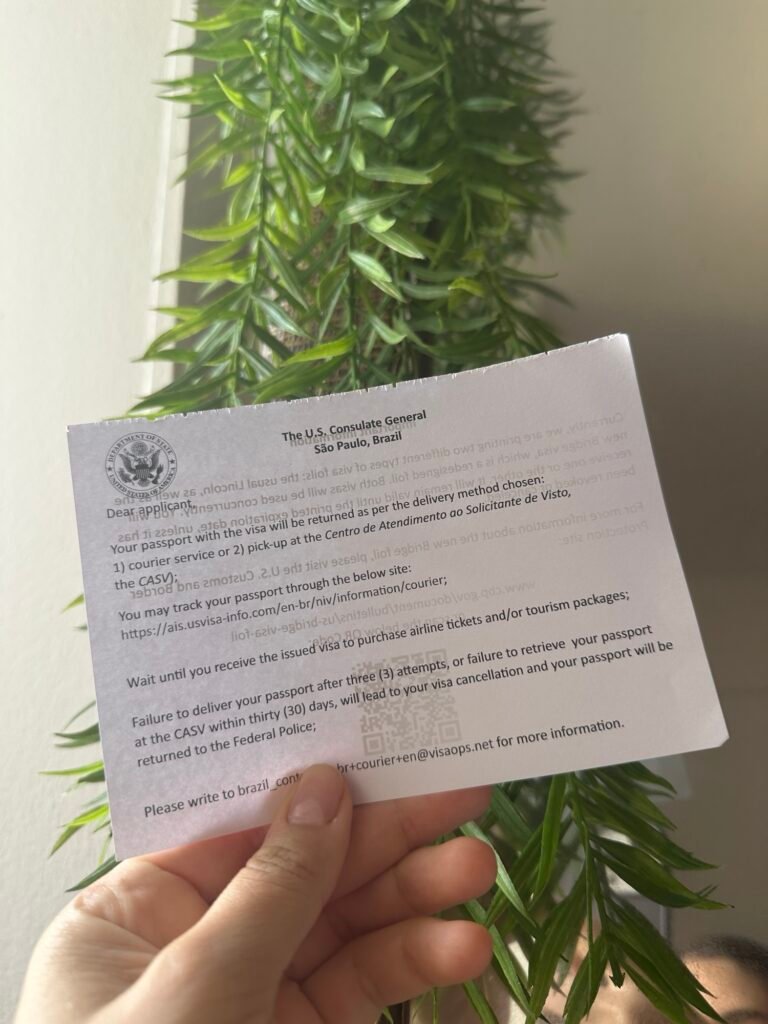 The U.S. Consulate General
São Paulo, Brazil
DEPARTMENT OF STATE
Dear applicant,
Your passport with the visa will be returned as per the delivery method chosen:
1) courier service or 2) pick-up at the Centro de Atendimento ao Solicitante de Visto,
the CASV);
You may track your passport through the below site:
https://ais.usvisa-info.com/en-br/niv/information/courier;
Wait until you receive the issued visa to purchase airline tickets and/or tourism packages;
Failure to deliver your passport after three (3) attempts, or failure to retrieve your passport
at the CASV within thirty (30) days, will lead to your visa cancellation and your passport will be
returned to the Federal Police;
Please write to brazil_cont br+courier+en@visaops.net for more information.